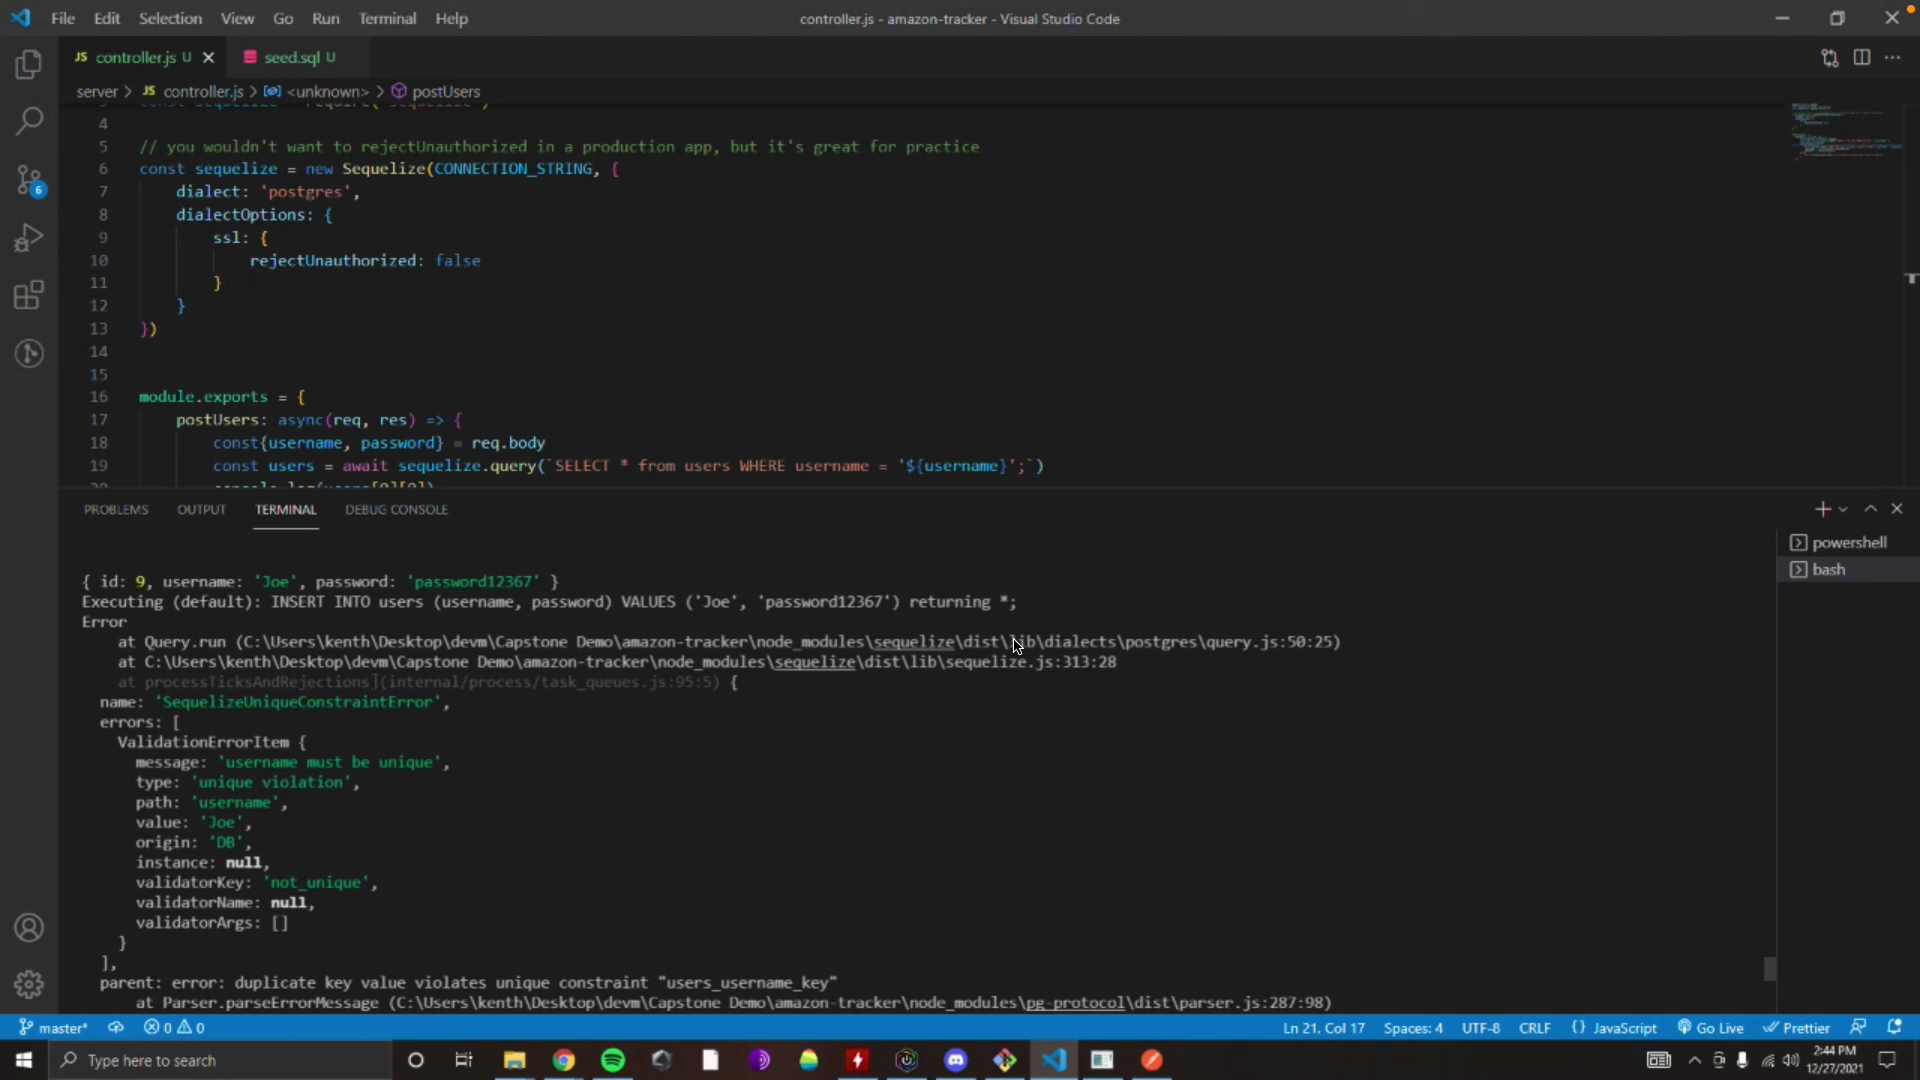 File Edit Selection View Go Run Terminal Help
controller.js - amazon-tracker - Visual Studio Code
JS controller.js U
seed.sql U
server > JS controller.js > <unknown> > postUsers
4
5 // you wouldn't want to rejectUnauthorized in a production app, but it's great for practice
6 const sequelize = new Sequelize(CONNECTION_STRING, {
7 dialect: 'postgres',
8 dialectOptions: {
9 ssl: {
10 rejectUnauthorized: false
11 }
12 }
13 })
14
15
16 module.exports = {
17 postUsers: async(req, res) => {
18 const{username, password} = req.body
19 const users = await sequelize.query(`SELECT * from users WHERE username = '${username}';`)
6
PROBLEMS OUTPUT TERMINAL DEBUG CONSOLE
powershell
bash
{ id: 9, username: 'Joe', password: 'password12367' }
Executing (default): INSERT INTO users (username, password) VALUES ('Joe', 'password12367') returning *;
Error
at Query.run (C:\Users\kenth\Desktop\devm\Capstone Demo\amazon-tracker\node_modules\sequelize\dist\lib\dialects\postgres\query.js:50:25)
at C:\Users\kenth\Desktop\devm\Capstone Demo\amazon-tracker\node_modules\sequelize\dist\lib\sequelize.js:313:28
at processTicksAndRejections (internal/process/task_queues.js:95:5) {
name: 'SequelizeUniqueConstraintError',
errors: [
ValidationErrorItem {
message: 'username must be unique',
type: 'unique violation',
path: 'username',
value: 'Joe',
origin: 'DB',
instance: null,
validatorKey: 'not_unique',
validatorName: null,
validatorArgs: []
}
],
parent: error: duplicate key value violates unique constraint "users_username_key"
at Parser.parseErrorMessage (C:\Users\kenth\Desktop\devm\Capstone Demo\amazon-tracker\node_modules\pg-protocol\dist\parser.js:287:98)
master* 0 0 Ln 21, Col 17 Spaces: 4 UTF-8 CRLF {} JavaScript Go Live Prettier
Type here to search
2:44 PM
12/27/2021